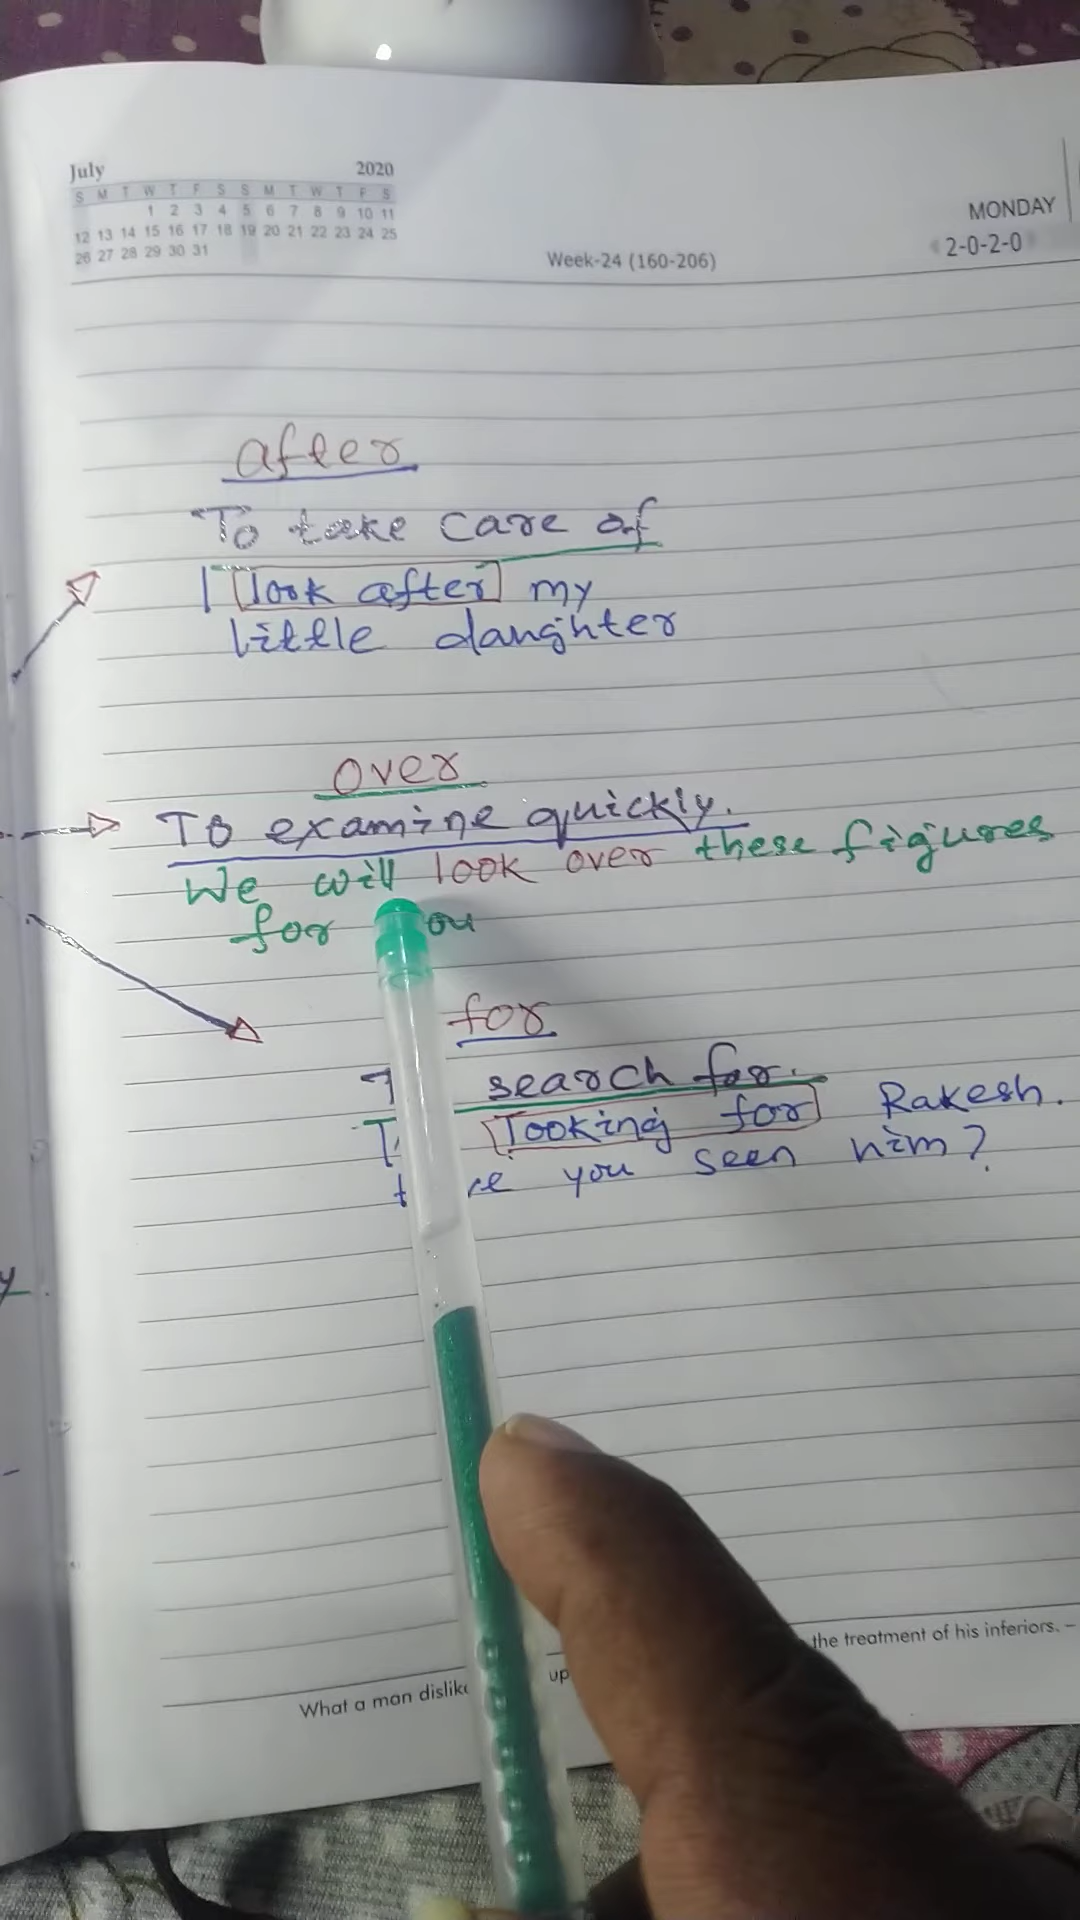 July 2020
S M T W T F S S M T W T F S
1 2 3 4 5 6 7 8 9 10 11
12 13 14 15 16 17 18 19 20 21 22 23 24 25
26 27 28 29 30 31
Week-24 (160-206)
MONDAY
2-0-2-0
after
To take care of
I look after my
little daughter
over
To examine quickly.
We will look over these figures
for you
for
search for.
looking for Rakesh.
you seen him?
What a man up the treatment of his inferiors. –